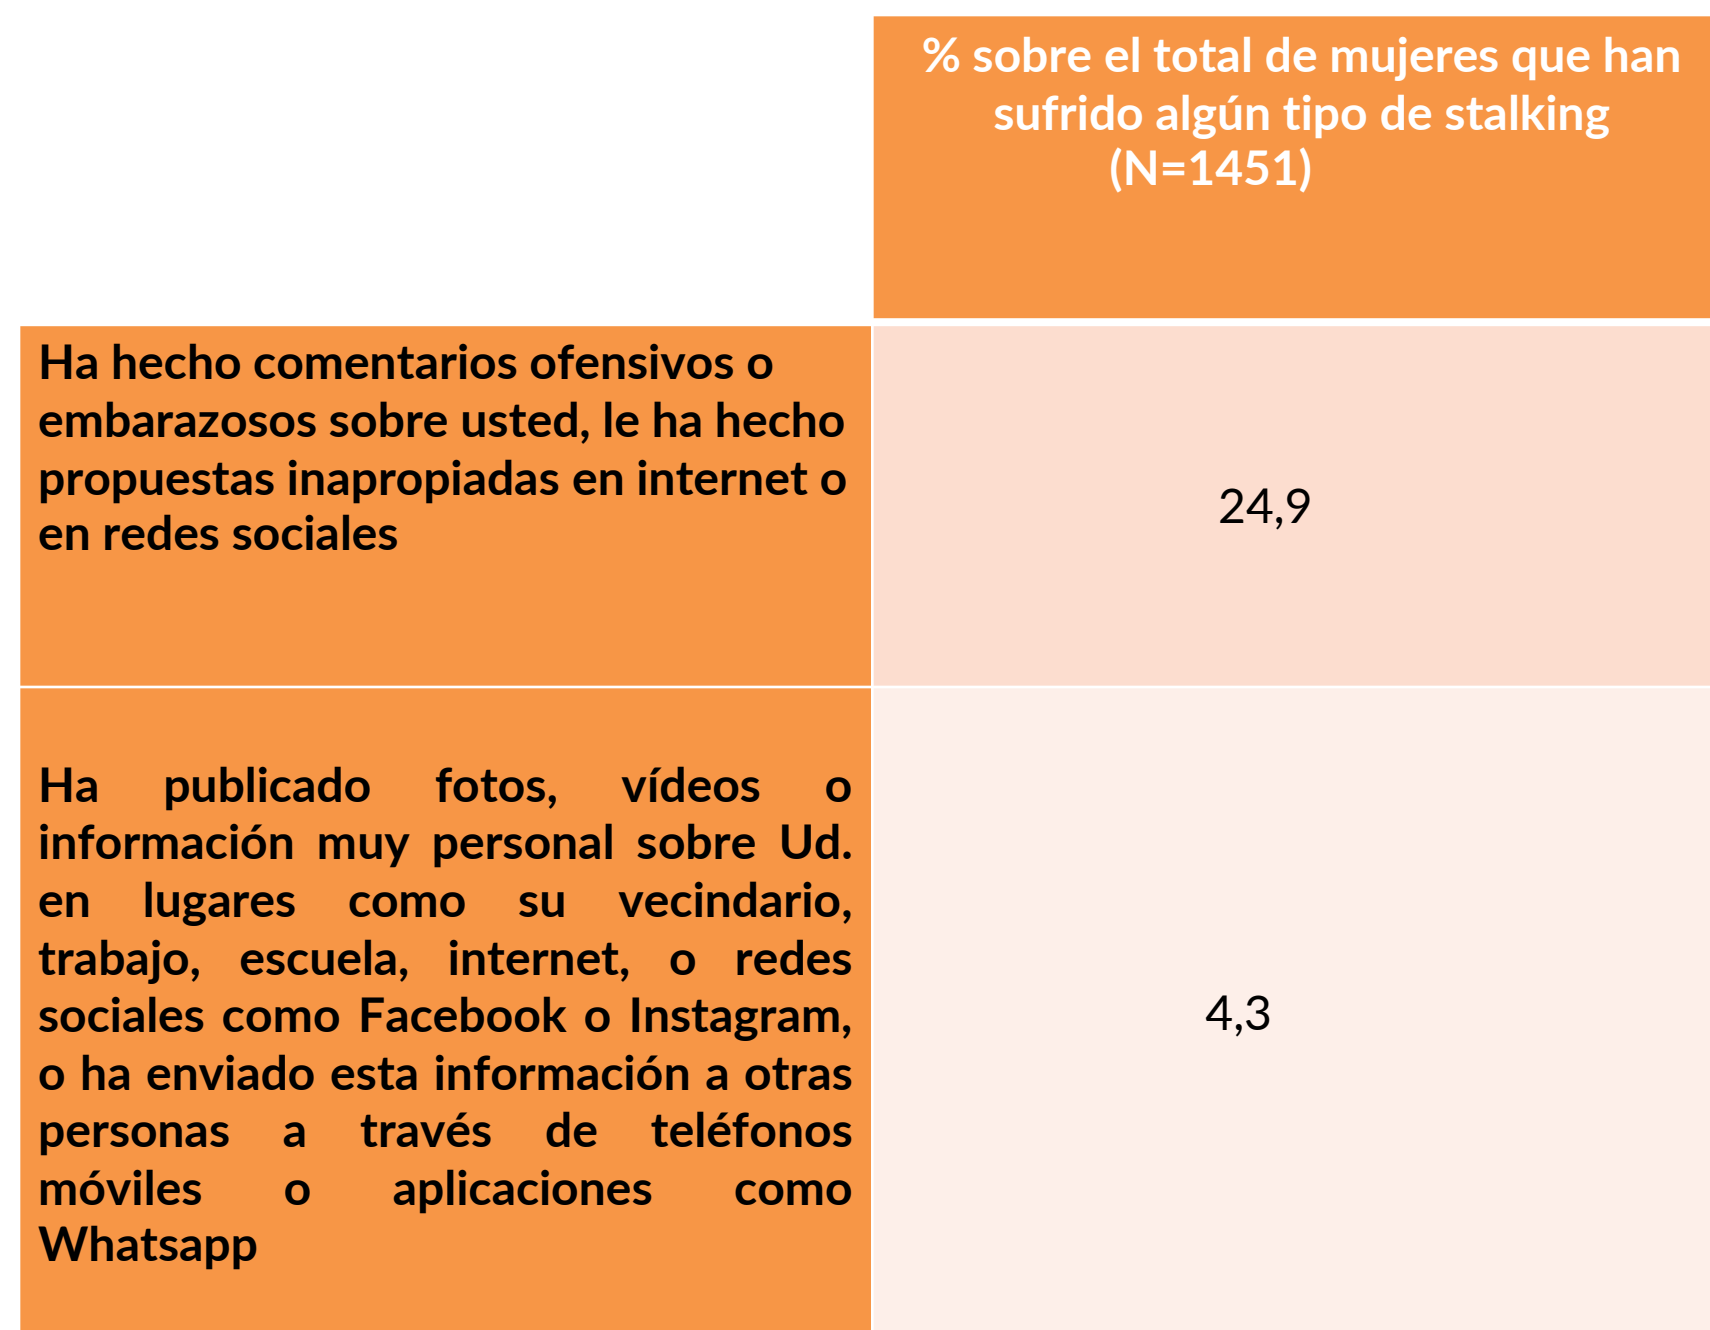 % sobre el total de mujeres que han
sufrido algún tipo de stalking
(N=1451)
Ha hecho comentarios ofensivos o
embarazosos sobre usted, le ha hecho
propuestas inapropiadas en internet o
en redes sociales
24,9
Ha publicado fotos, vídeos o
información muy personal sobre Ud.
en lugares como su vecindario,
trabajo, escuela, internet, o redes
sociales como Facebook o Instagram,
o ha enviado esta información a otras
personas a través de teléfonos
móviles o aplicaciones como
Whatsapp
4,3